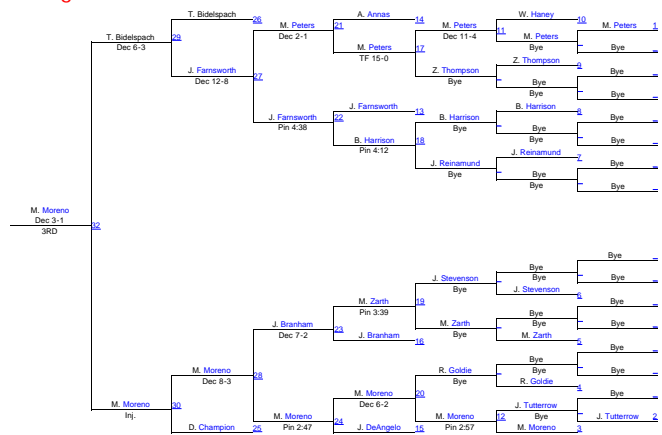 T. Bidelspach 26 M. Peters 21 A. Annas 14 M. Peters 11 W. Haney 10 M. Peters 1
T. Bidelspach 29 Dec 2-1 M. Peters 17 Dec 11-4 M. Peters Bye
Dec 6-3 TF 15-0 Bye
J. Farnsworth 27 Z. Thompson Z. Thompson 9 Bye
Dec 12-8 Bye Bye Bye
Bye
J. Farnsworth 22 J. Farnsworth 13 B. Harrison B. Harrison 8 Bye
Pin 4:38 B. Harrison 18 Bye Bye Bye
Pin 4:12 Bye
J. Reinamund J. Reinamund 7 Bye
Bye Bye Bye
Bye
M. Moreno 32
Dec 3-1
3RD
Bye
J. Stevenson Bye Bye
M. Zarth 19 Bye J. Stevenson 6
J. Branham 23 Pin 3:39 Bye
Dec 7-2 M. Zarth Bye Bye
J. Branham 16 Bye M. Zarth 5
Bye
M. Moreno 28 R. Goldie Bye Bye
Dec 8-3 Bye R. Goldie 4
M. Moreno 20
M. Moreno 30 Dec 6-2 Bye
Inj. M. Moreno 24 M. Moreno 12 J. Tutterow J. Tutterow 2
D. Champion 25 Pin 2:47 J. DeAngelo 15 Pin 2:57 Bye
M. Moreno 3